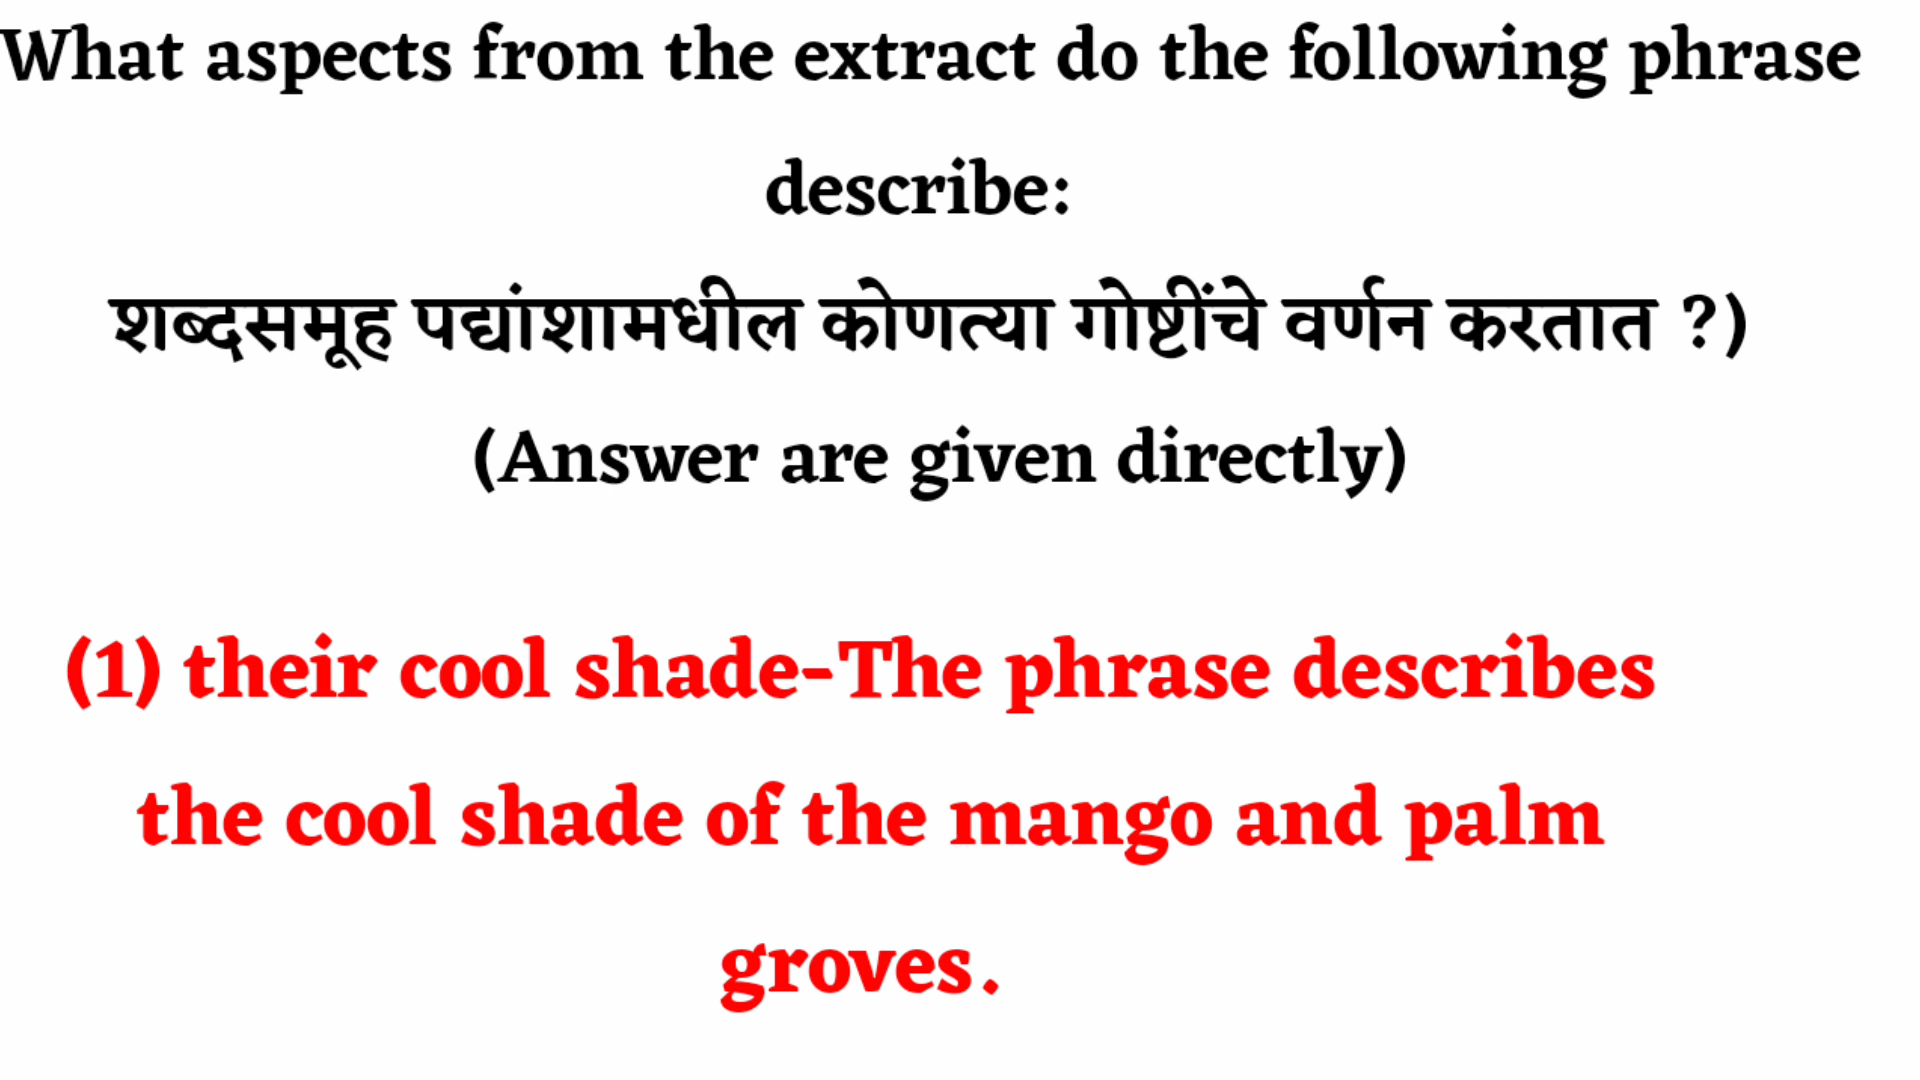 What aspects from the extract do the following phrase
describe:
शब्दसमूह पद्यांशामधील कोणत्या गोष्टींचे वर्णन करतात ?)
(Answer are given directly)
(1) their cool shade-The phrase describes
the cool shade of the mango and palm
groves.